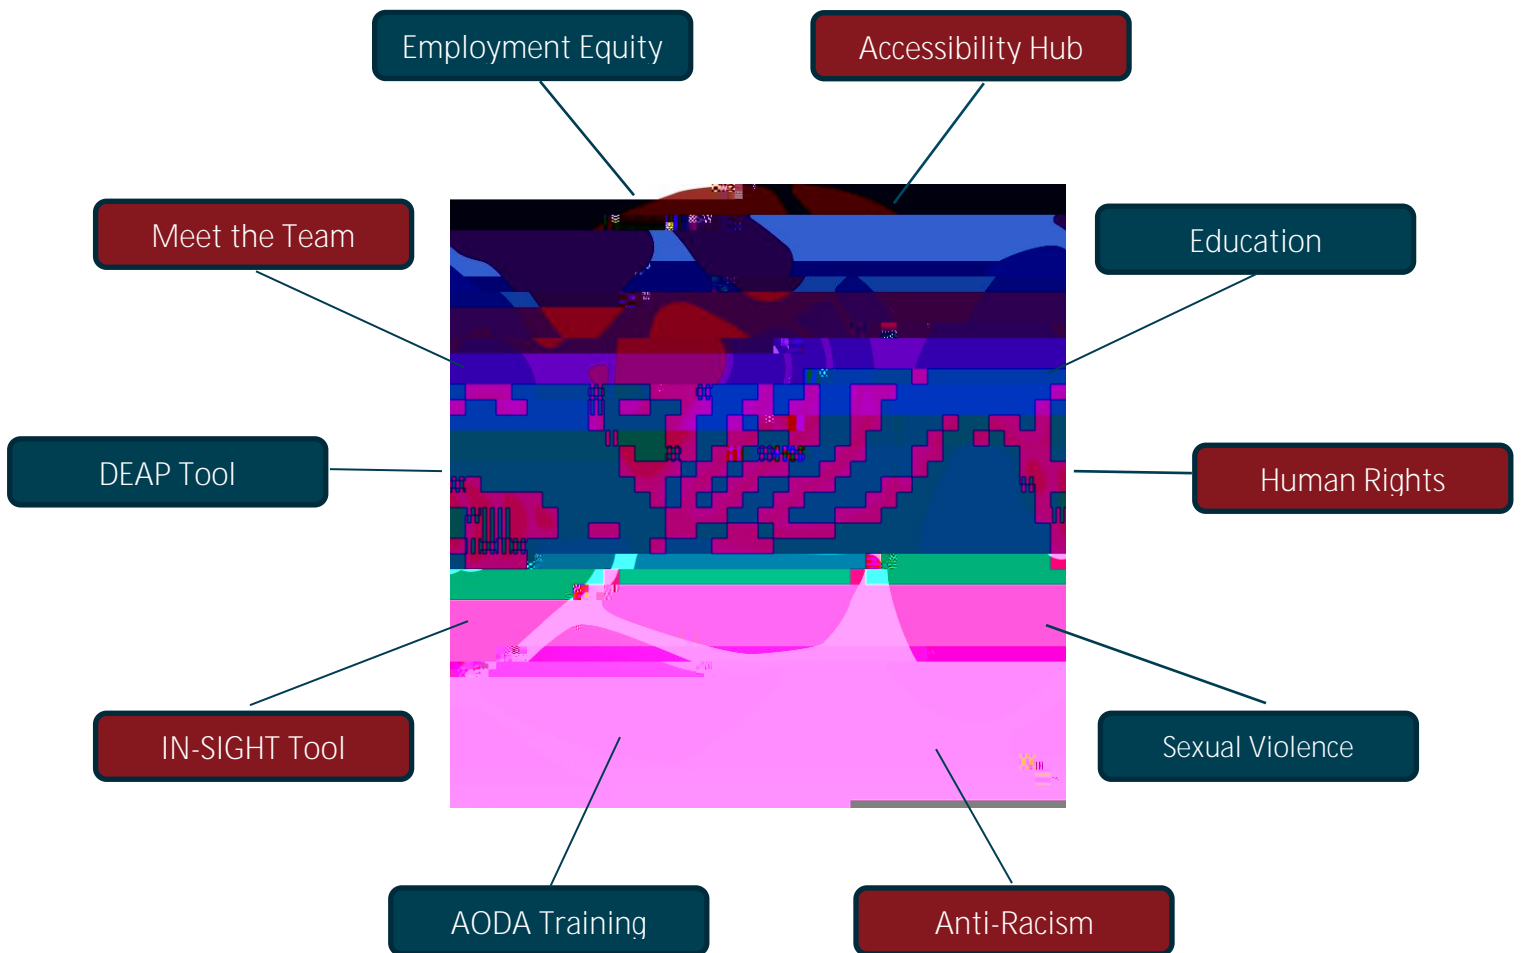 Employment Equity
Accessibility Hub
Meet the Team
Education
DEAP Tool
Human Rights
IN-SIGHT Tool
Sexual Violence
AODA Training
Anti-Racism